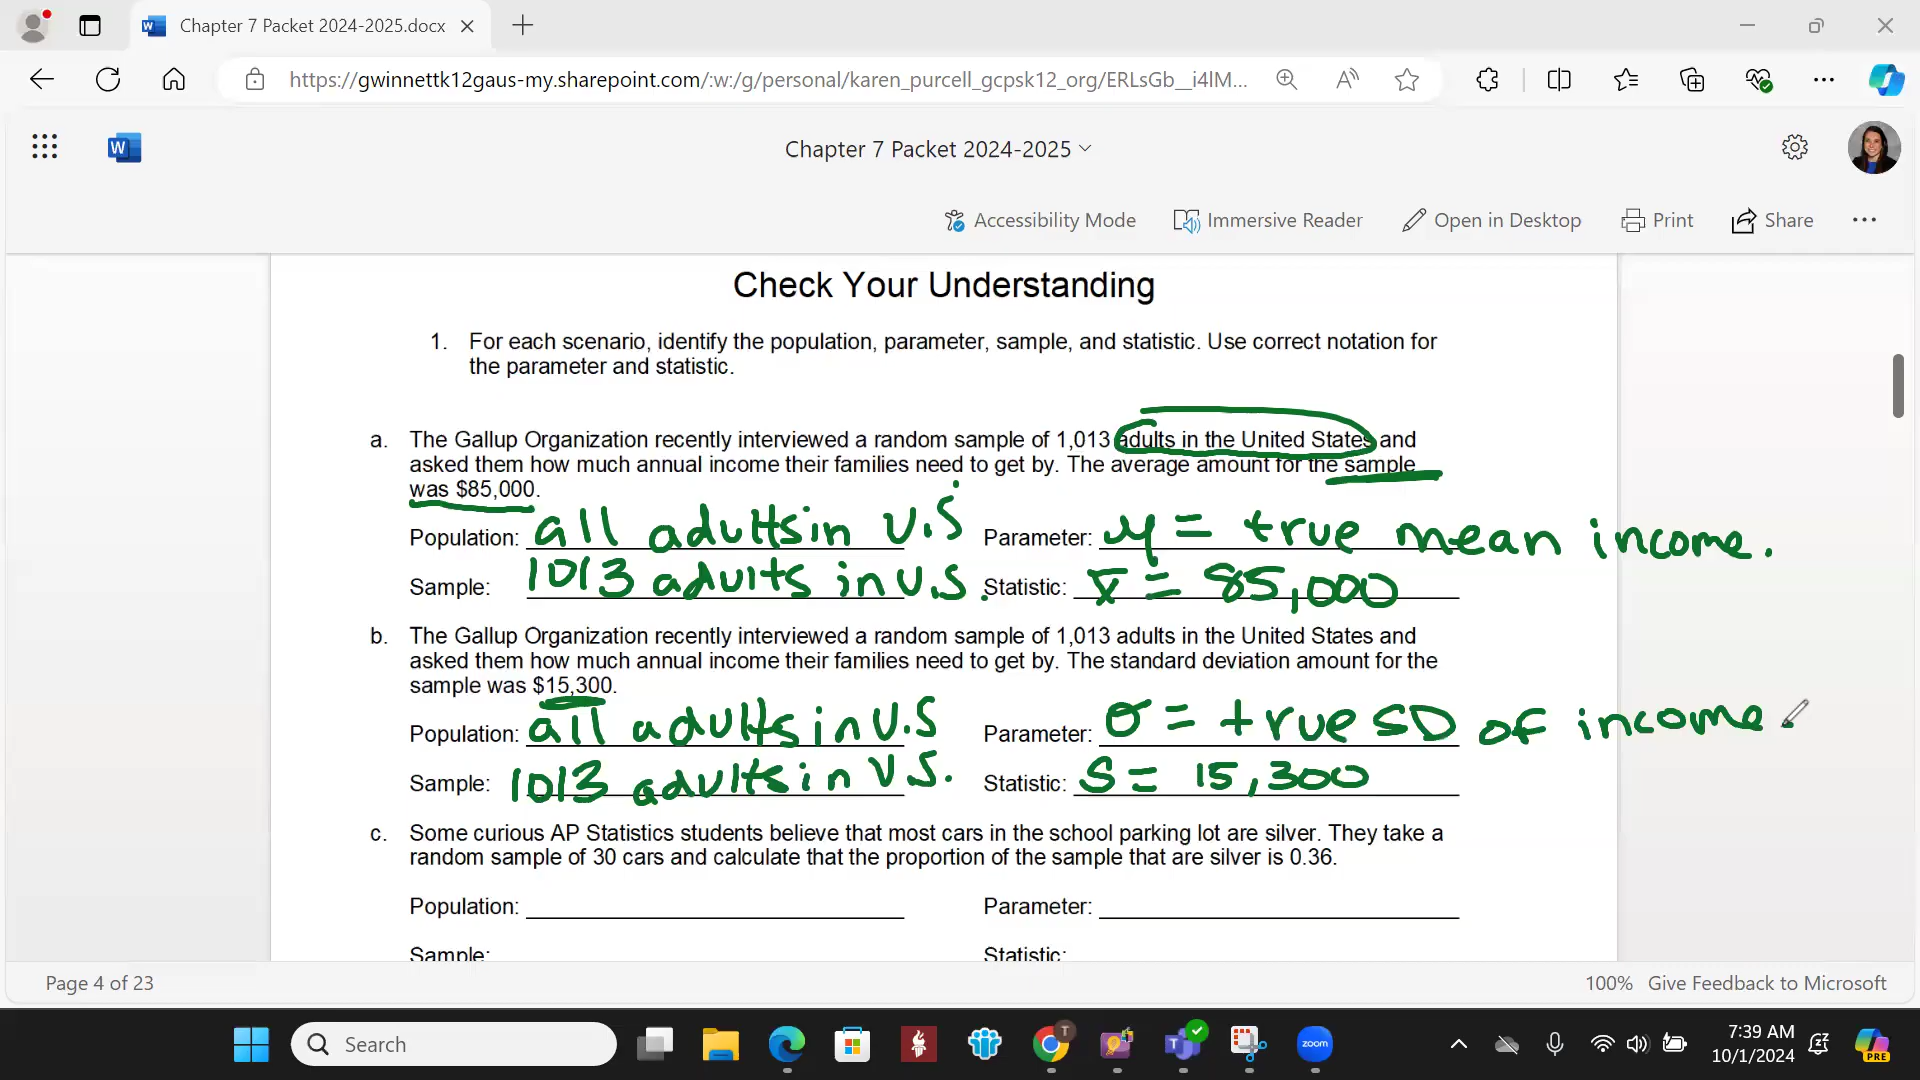 Chapter 7 Packet 2024-2025.docx
https://gwinnettk12gaus-my.sharepoint.com/:w:/g/personal/karen_purcell_gcpsk12_org/ERLsGb__i4lM...
W
Chapter 7 Packet 2024-2025
Accessibility Mode
Immersive Reader
Open in Desktop
Print
Share
Check Your Understanding
1. For each scenario, identify the population, parameter, sample, and statistic. Use correct notation for
the parameter and statistic.
a. The Gallup Organization recently interviewed a random sample of 1,013 adults in the United States and
asked them how much annual income their families need to get by. The average amount for the sample
was $85,000.
Population: all adults in U.S Parameter: μ = true mean income.
Sample: 1013 adults in U.S. Statistic: x̄ = 85,000
b. The Gallup Organization recently interviewed a random sample of 1,013 adults in the United States and
asked them how much annual income their families need to get by. The standard deviation amount for the
sample was $15,300.
Population: all adults in U.S Parameter: σ = true SD of income
Sample: 1013 adults in U.S. Statistic: S = 15,300
c. Some curious AP Statistics students believe that most cars in the school parking lot are silver. They take a
random sample of 30 cars and calculate that the proportion of the sample that are silver is 0.36.
Population: Parameter:
Sample: Statistic:
Page 4 of 23
100% Give Feedback to Microsoft
Search
T
T
zoom
7:39 AM
10/1/2024
PRE